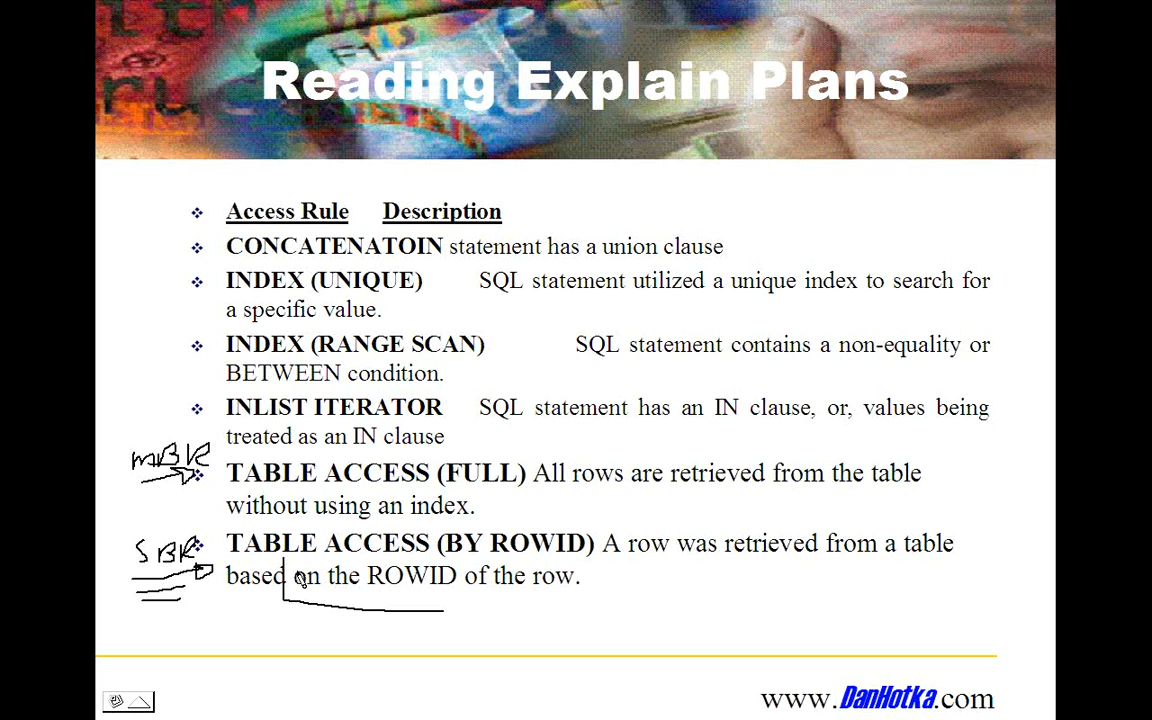 Reading Explain Plans
Access Rule Description
CONCATENATOIN statement has a union clause
INDEX (UNIQUE) SQL statement utilized a unique index to search for
a specific value.
INDEX (RANGE SCAN) SQL statement contains a non-equality or
BETWEEN condition.
INLIST ITERATOR SQL statement has an IN clause, or, values being
treated as an IN clause
MBR
TABLE ACCESS (FULL) All rows are retrieved from the table
without using an index.
SBR
TABLE ACCESS (BY ROWID) A row was retrieved from a table
based on the ROWID of the row.
www.DanHotka.com